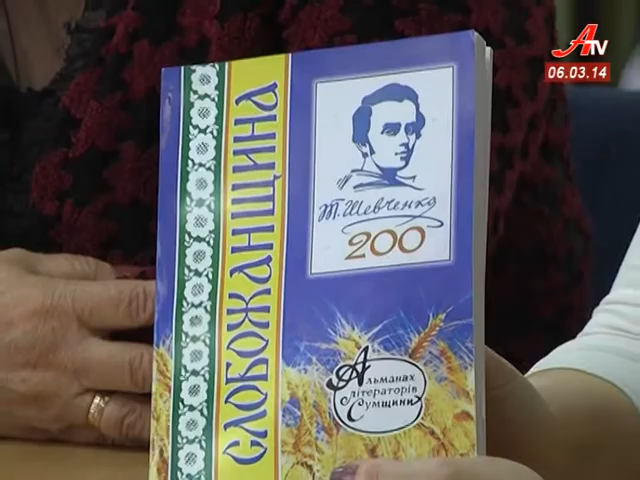 ATV
06.03.14
СЛОБОЖАНЩИНА
Т. Шевченко
200
Альманах
літераторів
Сумщини